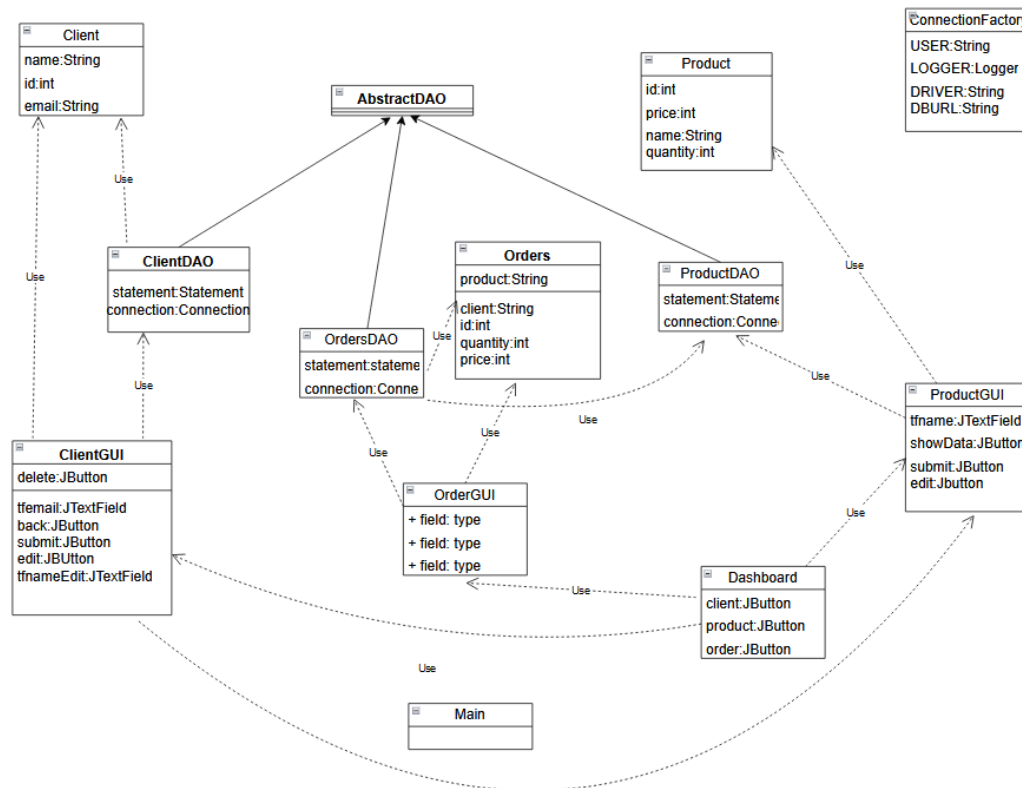 Client
name:String
id:int
email:String
AbstractDAO
Product
id:int
price:int
name:String
quantity:int
ConnectionFactory
USER:String
LOGGER:Logger
DRIVER:String
DBURL:String
Use
Use
Use
ClientDAO
statement:Statement
connection:Connection
Orders
product:String
client:String
id:int
quantity:int
price:int
ProductDAO
statement:Stateme
connection:Conne
OrdersDAO
statement:stateme
connection:Conne
Use
Use
Use
Use
Use
ProductGUI
tfname:JTextField
showData:JButton
submit:JButton
edit:Jbutton
ClientGUI
delete:JButton
tfemail:JTextField
back:JButton
submit:JButton
edit:JBUtton
tfnameEdit:JTextField
Use
OrderGUI
+ field: type
+ field: type
+ field: type
Use
Use
Dashboard
client:JButton
product:JButton
order:JButton
Use
Main